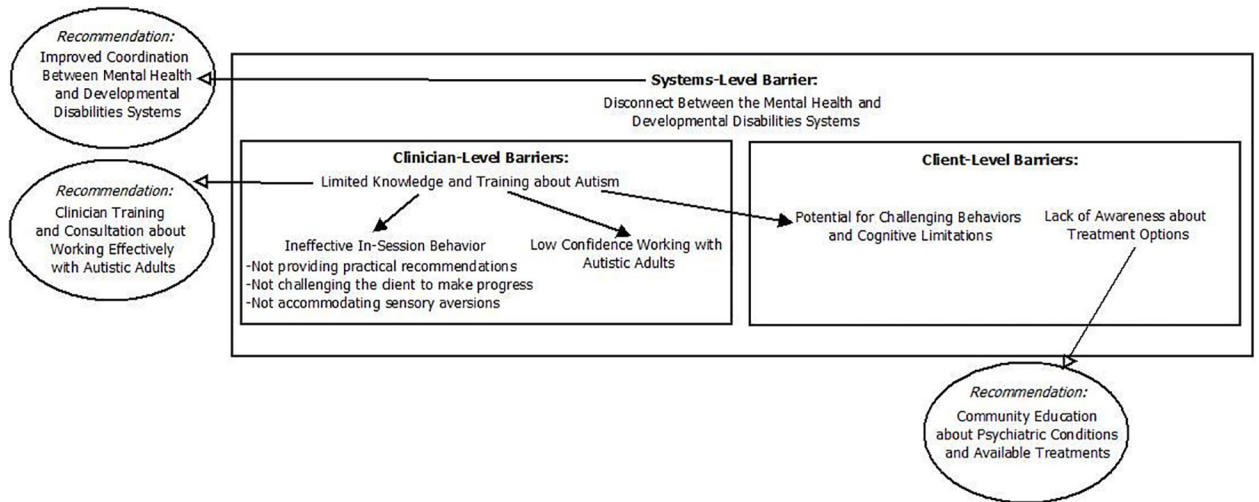 Recommendation:
Improved Coordination
Between Mental Health
and Developmental
Disabilities Systems
Systems-Level Barrier:
Disconnect Between the Mental Health and
Developmental Disabilities Systems
Clinician-Level Barriers:
Limited Knowledge and Training about Autism
Recommendation:
Clinician Training
and Consultation about
Working Effectively
with Autistic Adults
Ineffective In-Session Behavior
-Not providing practical recommendations
-Not challenging the client to make progress
-Not accommodating sensory aversions
Low Confidence Working with
Autistic Adults
Client-Level Barriers:
Potential for Challenging Behaviors
and Cognitive Limitations
Lack of Awareness about
Treatment Options
Recommendation:
Community Education
about Psychiatric Conditions
and Available Treatments